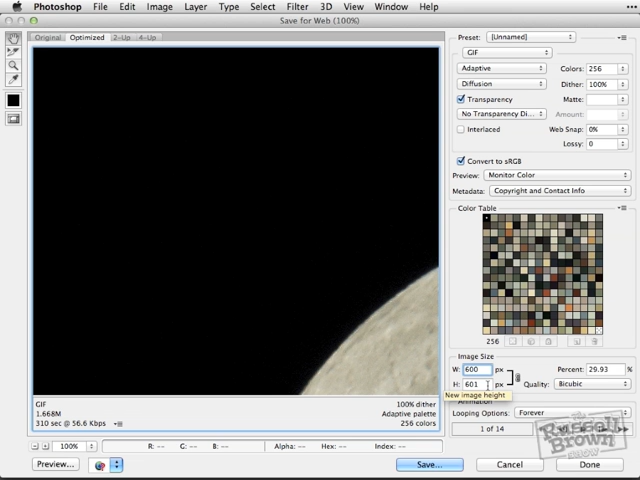 Photoshop File Edit Image Layer Type Select Filter 3D View Window Help
Save for Web (100%)
Original Optimized 2-Up 4-Up
Preset: [Unnamed]
GIF
Adaptive Colors: 256
Diffusion Dither: 100%
Transparency Matte:
No Transparency Di... Amount:
Interlaced Web Snap: 0%
Lossy: 0
Convert to sRGB
Preview: Monitor Color
Metadata: Copyright and Contact Info
Color Table
256
Image Size
W: 600 px Percent: 29.93 %
H: 601 px Quality: Bicubic
New image height
Animation
Looping Options: Forever
1 of 14
GIF 100% dither
1.668M Adaptive palette
310 sec @ 56.6 Kbps 256 colors
100% R: -- G: -- B: -- Alpha: -- Hex: -- Index: --
Preview... Save... Cancel Done
The
Russell
Brown
SHOW